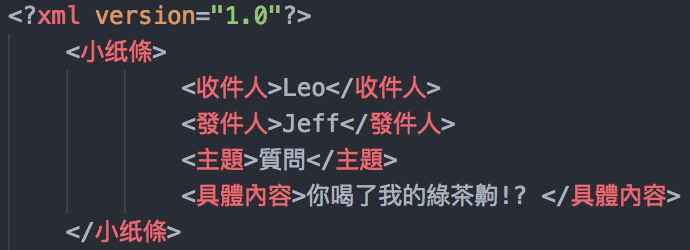 <?xml version="1.0"?>
<小纸條>
<收件人>Leo</收件人>
<發件人>Jeff</發件人>
<主題>質問</主題>
<具體內容>你喝了我的綠茶齁!? </具體內容>
</小纸條>